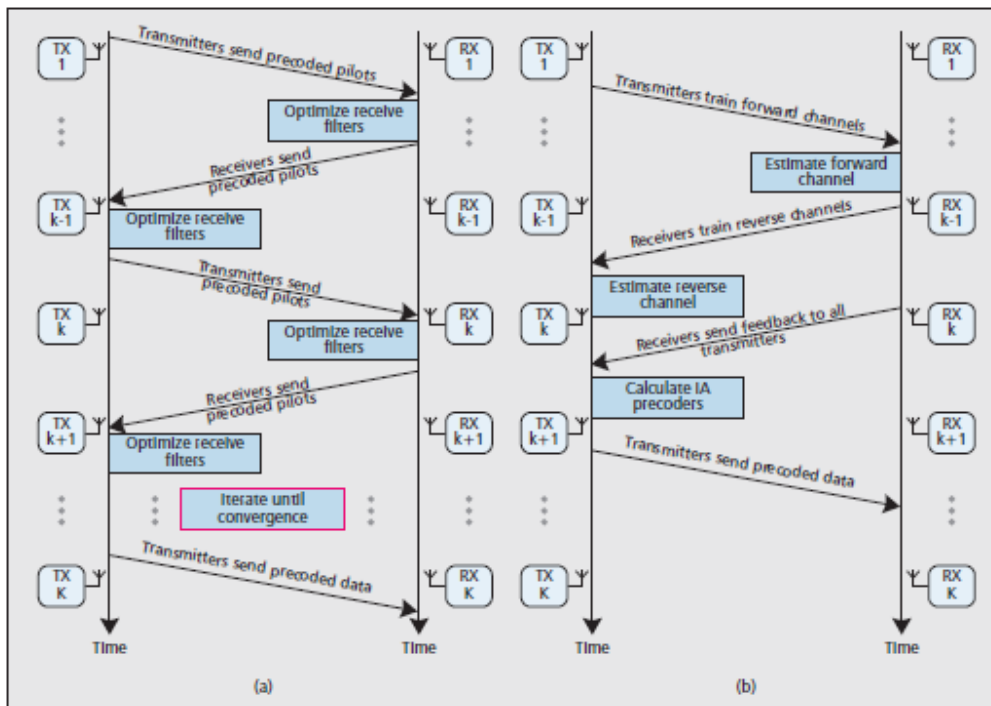 TX
1
RX
1
Transmitters send precoded pilots
Optimize receive
filters
Receivers send
precoded pilots
TX
k-1
RX
k-1
Optimize receive
filters
Transmitters send
precoded pilots
TX
k
RX
k
Optimize receive
filters
Receivers send
precoded pilots
TX
k+1
RX
k+1
Optimize receive
filters
Iterate until
convergence
Transmitters send precoded data
TX
K
RX
K
Time
Time
(a)
TX
1
RX
1
Transmitters train forward channels
Estimate forward
channel
TX
k-1
RX
k-1
Receivers train reverse channels
Estimate reverse
channel
TX
k
RX
k
Receivers send feedback to all
transmitters
Calculate IA
precoders
TX
k+1
RX
k+1
Transmitters send precoded data
TX
K
RX
K
Time
Time
(b)